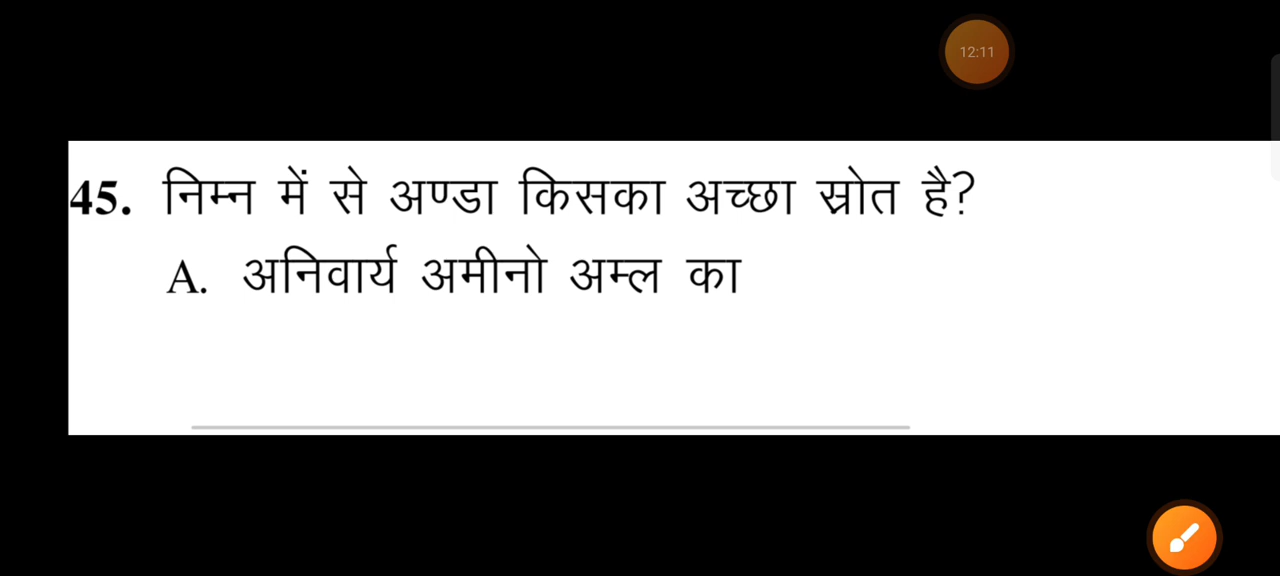 12:11
45. निम्न में से अण्डा किसका अच्छा स्रोत है?
A. अनिवार्य अमीनो अम्ल का